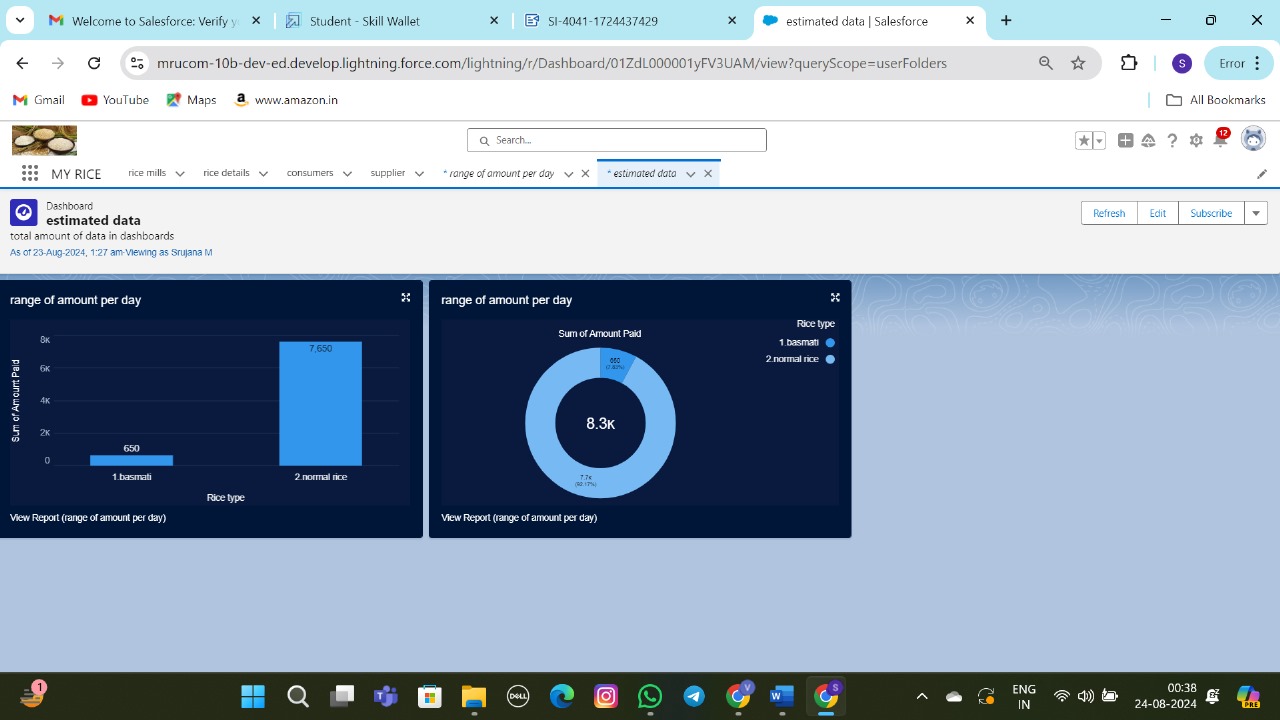 Welcome to Salesforce: Verify y
Student - Skill Wallet
SI-4041-1724437429
estimated data | Salesforce
mrucom-10b-dev-ed.develop.lightning.force.com/lightning/r/Dashboard/01ZdL000001yFV3UAM/view?queryScope=userFolders
S
Error
Gmail
YouTube
Maps
www.amazon.in
All Bookmarks
Search...
12
MY RICE
rice mills
rice details
consumers
supplier
* range of amount per day
* estimated data
Dashboard
estimated data
total amount of data in dashboards
As of 23-Aug-2024, 1:27 am·Viewing as Srujana M
Refresh
Edit
Subscribe
range of amount per day
Sum of Amount Paid
8K
6K
4K
2K
0
650
7,650
1.basmati
2.normal rice
Rice type
View Report (range of amount per day)
range of amount per day
Sum of Amount Paid
Rice type
1.basmati
2.normal rice
650
(7.83%)
8.3K
7.7K
(92.17%)
View Report (range of amount per day)
1
DELL
V
W
S
ENG
IN
00:38
24-08-2024
PRE